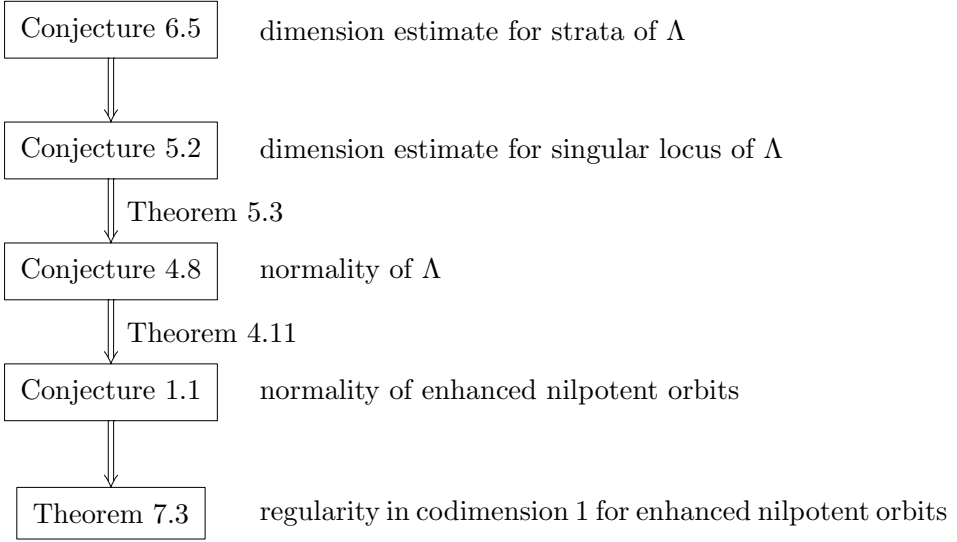 Conjecture 6.5 dimension estimate for strata of Λ
Conjecture 5.2 dimension estimate for singular locus of Λ
Theorem 5.3
Conjecture 4.8 normality of Λ
Theorem 4.11
Conjecture 1.1 normality of enhanced nilpotent orbits
Theorem 7.3 regularity in codimension 1 for enhanced nilpotent orbits